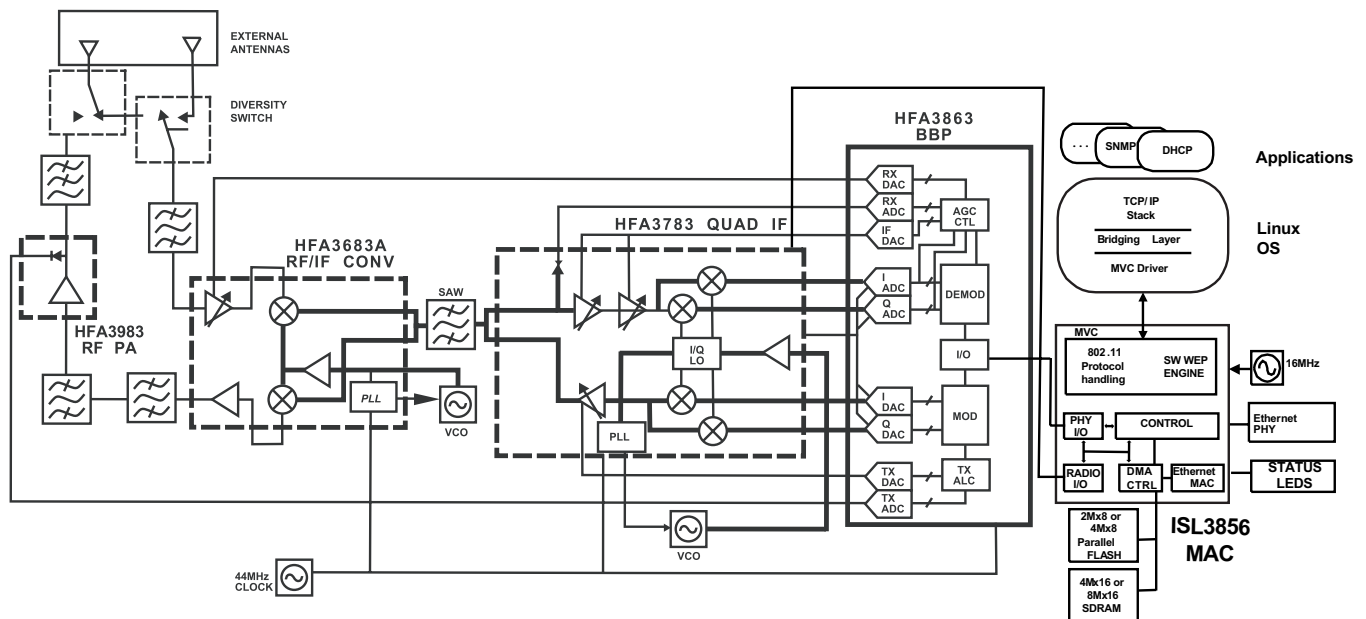 EXTERNAL
ANTENNAS
DIVERSITY
SWITCH
HFA3983
RF PA
HFA3683A
RF/IF CONV
PLL
VCO
SAW
HFA3783 QUAD IF
I/Q
LO
PLL
VCO
44MHz
CLOCK
HFA3863
BBP
RX
DAC
RX
ADC
IF
DAC
AGC
CTL
I
ADC
Q
ADC
DEMOD
I/O
I
DAC
Q
DAC
MOD
TX
DAC
TX
ADC
TX
ALC
. . .
SNMP
DHCP
Applications
TCP/ IP
Stack
Bridging Layer
MVC Driver
Linux
OS
MVC
802.11
Protocol
handling
SW WEP
ENGINE
16MHz
PHY
I/O
CONTROL
Ethernet
PHY
RADIO
I/O
DMA
CTRL
Ethernet
MAC
STATUS
LEDS
2Mx8 or
4Mx8
Parallel
FLASH
ISL3856
MAC
4Mx16 or
8Mx16
SDRAM